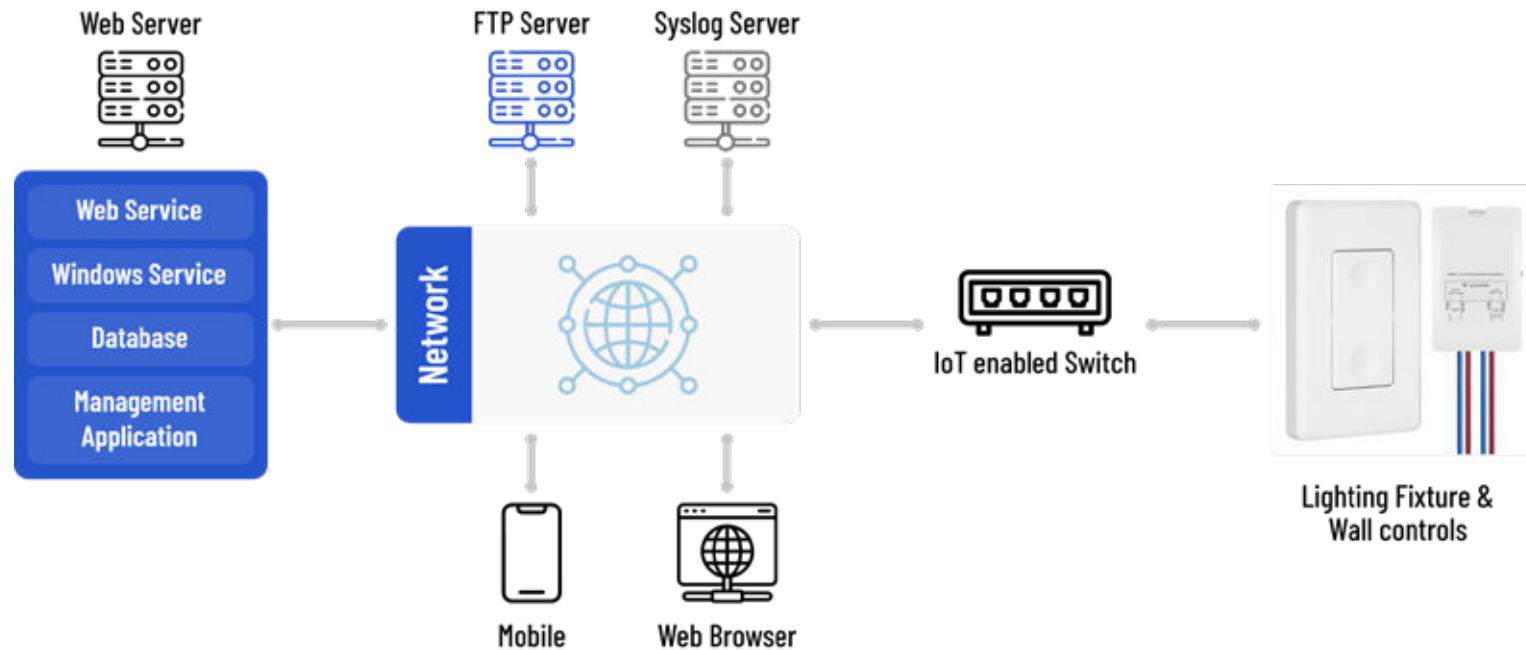 Web Server
FTP Server
Syslog Server
Web Service
Windows Service
Database
Management
Application
Network
IoT enabled Switch
Lighting Fixture &
Wall controls
Mobile
Web Browser